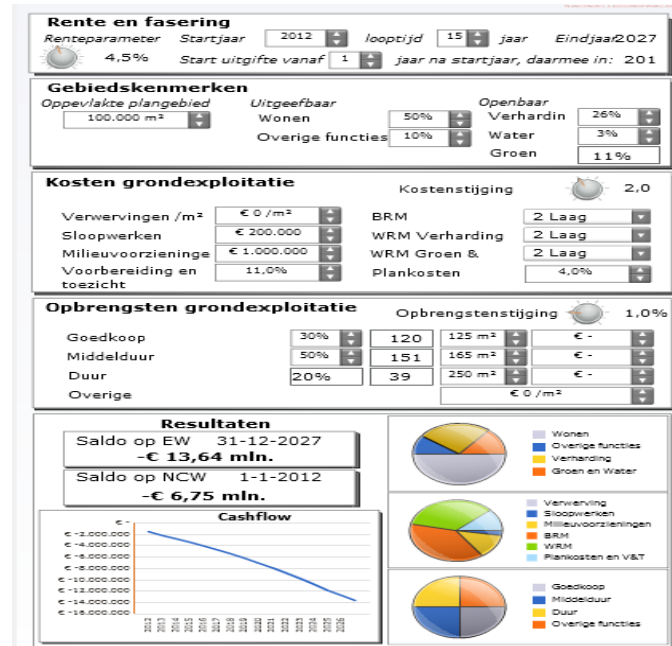 Rente en fasering
Renteparameter Startjaar 2012 looptijd 15 jaar Eindjaar2027
4,5% Start uitgifte vanaf 1 jaar na startjaar, daarmee in: 201
Gebiedskenmerken
Oppevlakte plangebied Uitgeefbaar Openbaar
100.000 m² Wonen 50% Verhardin 26%
Overige functies 10% Water 3%
Groen 11%
Kosten grondexploitatie Kostenstijging 2,0
Verwervingen /m² € 0 /m² BRM 2 Laag
Sloopwerken € 200.000 WRM Verharding 2 Laag
Milieuvoorzieninge € 1.000.000 WRM Groen & 2 Laag
Voorbereiding en toezicht 11,0% Plankosten 4,0%
Opbrengsten grondexploitatie Opbrengstenstijging 1,0%
Goedkoop 30% 120 125 m² € -
Middelduur 50% 151 165 m² € -
Duur 20% 39 250 m² € -
Overige € 0 /m²
Resultaten
Saldo op EW 31-12-2027
-€ 13,64 mln.
Saldo op NCW 1-1-2012
-€ 6,75 mln.
Cashflow
€ -
€ -2.000.000
€ -4.000.000
€ -6.000.000
€ -8.000.000
€ -10.000.000
€ -12.000.000
€ -14.000.000
€ -16.000.000
2012 2013 2014 2015 2016 2017 2018 2019 2020 2021 2022 2023 2024 2025 2026
Wonen
Overige functies
Verharding
Groen en Water
Verwerving
Sloopwerken
Milieuvoorzieningen
BRM
WRM
Plankosten en V&T
Goedkoop
Middelduur
Duur
Overige functies